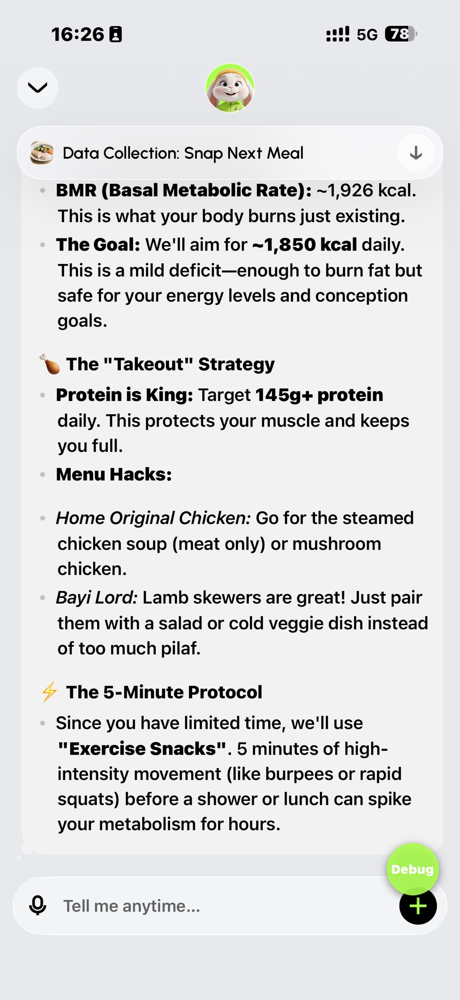 16:26
5G 78
Data Collection: Snap Next Meal
BMR (Basal Metabolic Rate): ~1,926 kcal.
This is what your body burns just existing.
The Goal: We'll aim for ~1,850 kcal daily.
This is a mild deficit—enough to burn fat but
safe for your energy levels and conception
goals.
🍗 The "Takeout" Strategy
Protein is King: Target 145g+ protein
daily. This protects your muscle and keeps
you full.
Menu Hacks:
Home Original Chicken: Go for the steamed
chicken soup (meat only) or mushroom
chicken.
Bayi Lord: Lamb skewers are great! Just pair
them with a salad or cold veggie dish instead
of too much pilaf.
⚡ The 5-Minute Protocol
Since you have limited time, we'll use
"Exercise Snacks". 5 minutes of high-
intensity movement (like burpees or rapid
squats) before a shower or lunch can spike
your metabolism for hours.
Debug
Tell me anytime...